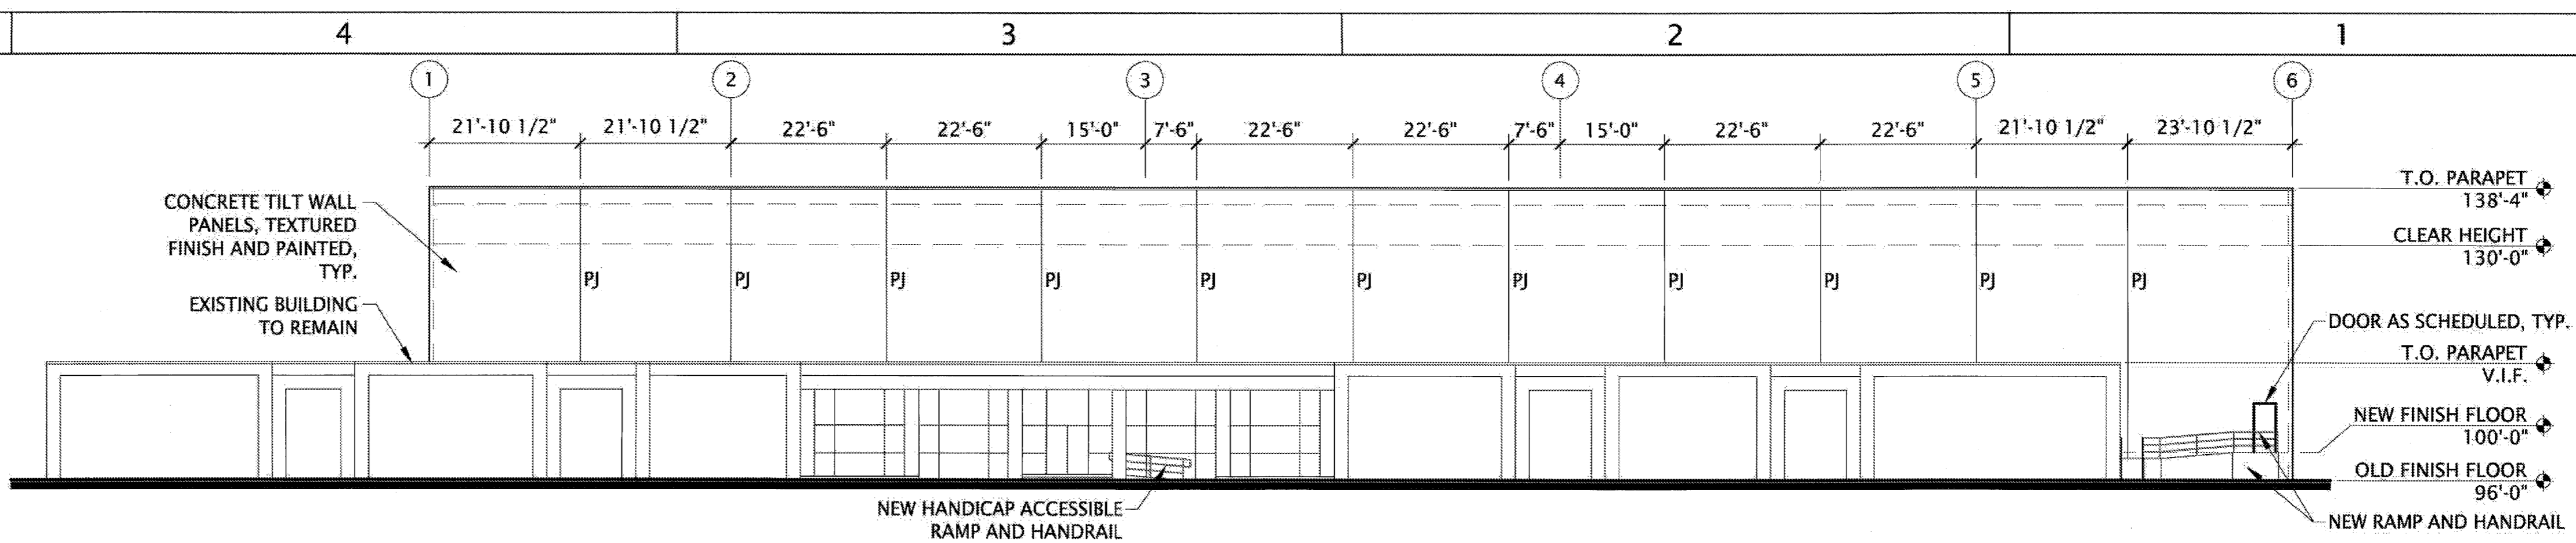 4 3 2 1
1 2 3 4 5 6
21'-10 1/2" 21'-10 1/2" 22'-6" 22'-6" 15'-0" 7'-6" 22'-6" 22'-6" 7'-6" 15'-0" 22'-6" 22'-6" 21'-10 1/2" 23'-10 1/2"
CONCRETE TILT WALL
PANELS, TEXTURED
FINISH AND PAINTED,
TYP.
EXISTING BUILDING
TO REMAIN
PJ PJ PJ PJ PJ PJ PJ PJ PJ PJ PJ
T.O. PARAPET
138'-4"
CLEAR HEIGHT
130'-0"
DOOR AS SCHEDULED, TYP.
T.O. PARAPET
V.I.F.
NEW FINISH FLOOR
100'-0"
OLD FINISH FLOOR
96'-0"
NEW RAMP AND HANDRAIL
NEW HANDICAP ACCESSIBLE
RAMP AND HANDRAIL